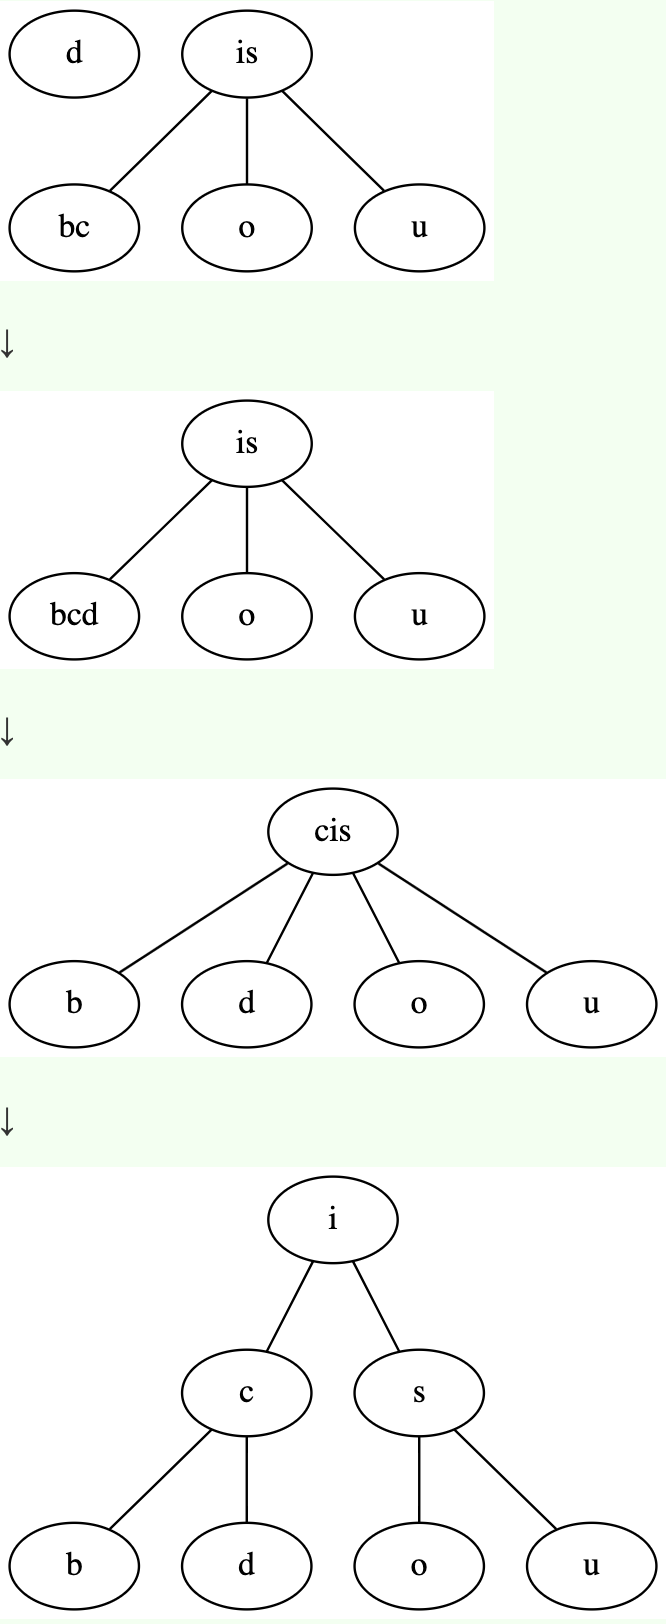 d is
bc o u
↓
is
bcd o u
↓
cis
b d o u
↓
i
c s
b d o u